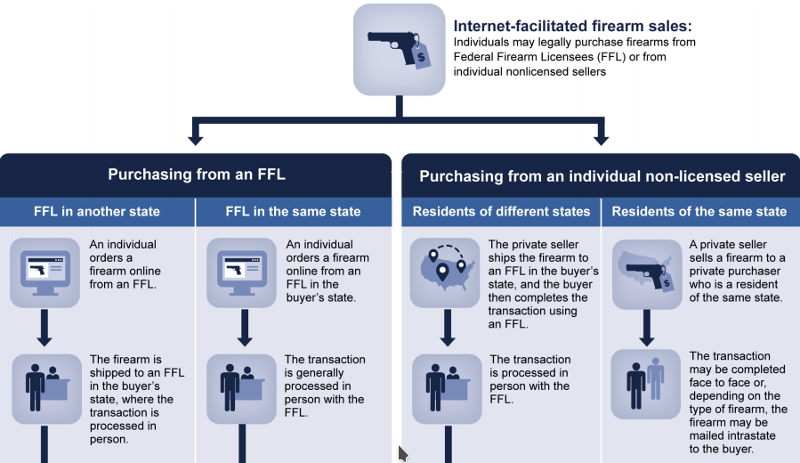 Internet-facilitated firearm sales:
Individuals may legally purchase firearms from
Federal Firearm Licensees (FFL) or from
individual nonlicensed sellers
$
Purchasing from an FFL
FFL in another state
An individual
orders a
firearm online
from an FFL.
The firearm is
shipped to an FFL
in the buyer's
state, where the
transaction is
processed in
person.
FFL in the same state
An individual
orders a firearm
online from an
FFL in the
buyer's state.
The transaction
is generally
processed in
person with the
FFL.
Purchasing from an individual non-licensed seller
Residents of different states
The private seller
ships the firearm to
an FFL in the buyer's
state, and the buyer
then completes the
transaction using
an FFL.
The transaction
is processed in
person with the
FFL.
Residents of the same state
$
A private seller
sells a firearm to a
private purchaser
who is a resident
of the same state.
The transaction
may be completed
face to face or,
depending on the
type of firearm, the
firearm may be
mailed intrastate
to the buyer.